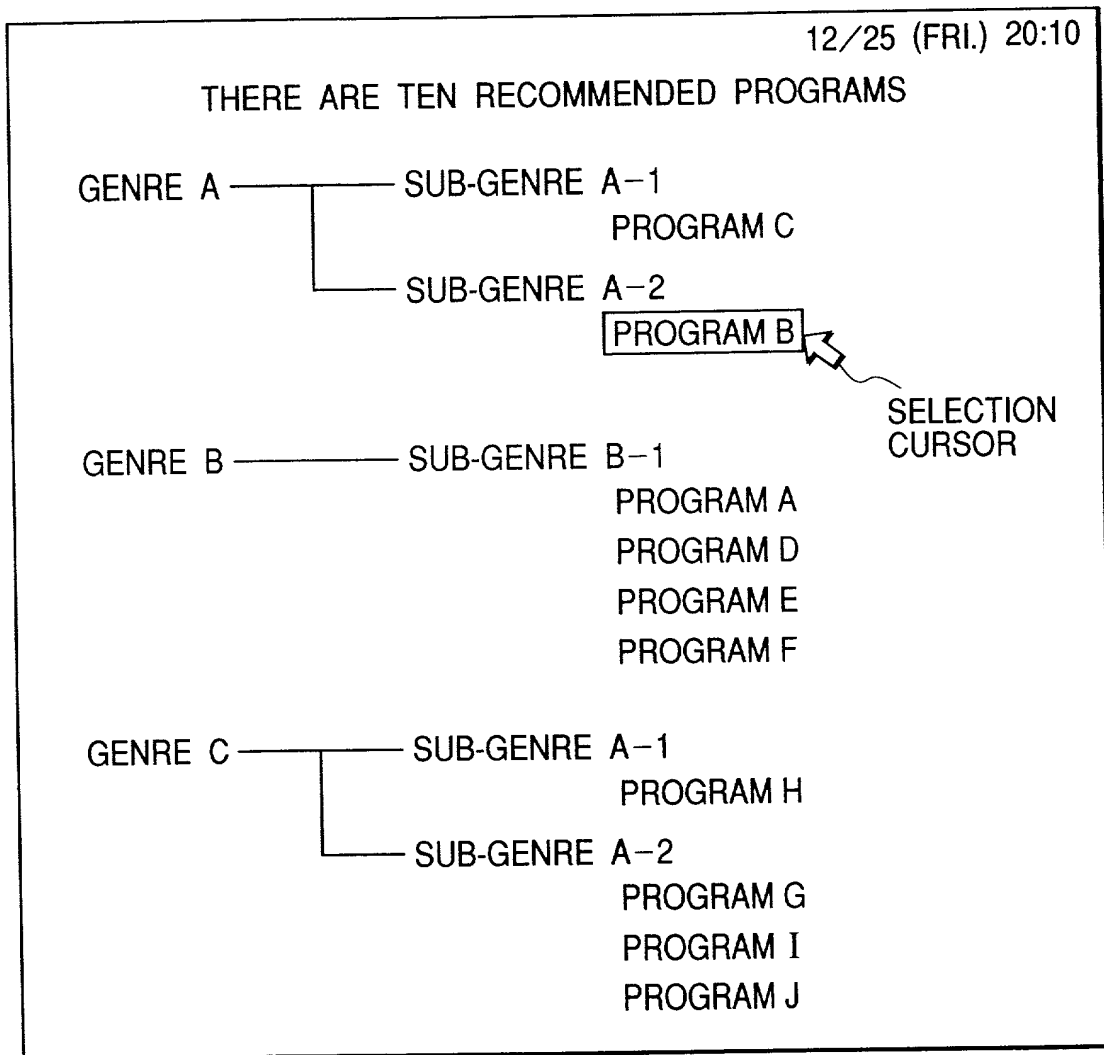 12/25 (FRI.) 20:10
THERE ARE TEN RECOMMENDED PROGRAMS
GENRE A SUB-GENRE A-1
PROGRAM C
SUB-GENRE A-2
PROGRAM B
SELECTION
CURSOR
GENRE B SUB-GENRE B-1
PROGRAM A
PROGRAM D
PROGRAM E
PROGRAM F
GENRE C SUB-GENRE A-1
PROGRAM H
SUB-GENRE A-2
PROGRAM G
PROGRAM I
PROGRAM J